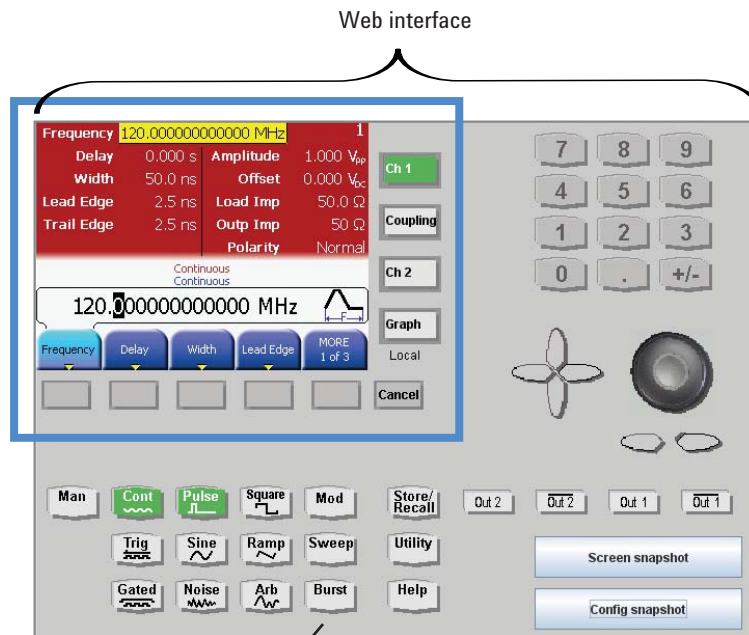 Web interface
Frequency 120.000000000000 MHz 1
Delay 0.000 s Amplitude 1.000 Vpp
Width 50.0 ns Offset 0.000 VDC
Lead Edge 2.5 ns Load Imp 50.0 Ω
Trail Edge 2.5 ns Outp Imp 50 Ω
Polarity Normal
Continuous
Continuous
120.000000000000 MHz
F
Frequency Delay Width Lead Edge MORE
1 of 3
Ch 1
Coupling
Ch 2
Graph
Local
Cancel
7 8 9
4 5 6
1 2 3
0 . +/-
Man Cont Pulse Square Mod Store/
Recall
Out 2 Out 2 Out 1 Out 1
Trig Sine Ramp Sweep Utility
Screen snapshot
Gated Noise Arb Burst Help
Config snapshot